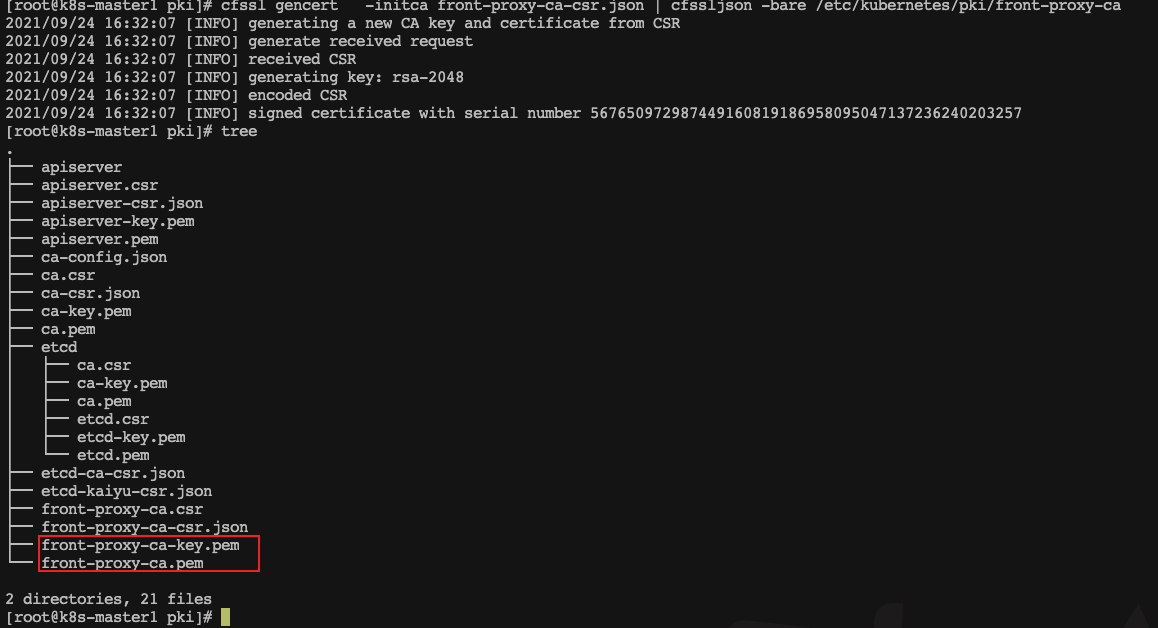 [root@k8s-master1 pki]# cfssl gencert   -initca front-proxy-ca-csr.json | cfssljson -bare /etc/kubernetes/pki/front-proxy-ca
2021/09/24 16:32:07 [INFO] generating a new CA key and certificate from CSR
2021/09/24 16:32:07 [INFO] generate received request
2021/09/24 16:32:07 [INFO] received CSR
2021/09/24 16:32:07 [INFO] generating key: rsa-2048
2021/09/24 16:32:07 [INFO] encoded CSR
2021/09/24 16:32:07 [INFO] signed certificate with serial number 567650972987449160819186958095047137236240203257
[root@k8s-master1 pki]# tree
.
├── apiserver
├── apiserver.csr
├── apiserver-csr.json
├── apiserver-key.pem
├── apiserver.pem
├── ca-config.json
├── ca.csr
├── ca-csr.json
├── ca-key.pem
├── ca.pem
├── etcd
│   ├── ca.csr
│   ├── ca-key.pem
│   ├── ca.pem
│   ├── etcd.csr
│   ├── etcd-key.pem
│   └── etcd.pem
├── etcd-ca-csr.json
├── etcd-kaiyu-csr.json
├── front-proxy-ca.csr
├── front-proxy-ca-csr.json
├── front-proxy-ca-key.pem
└── front-proxy-ca.pem
2 directories, 21 files
[root@k8s-master1 pki]#